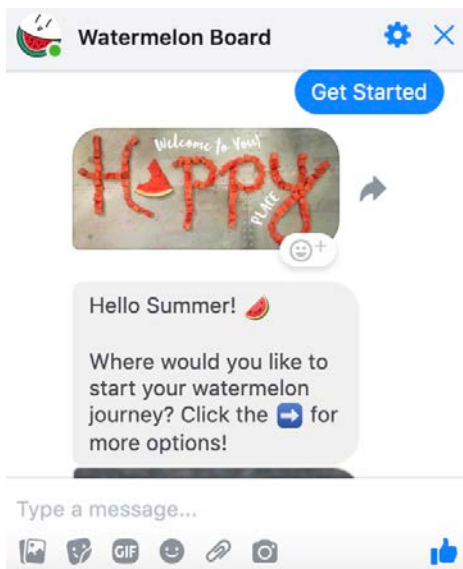 Watermelon Board
Get Started
Welcome to Your
HAPPY
PLACE
Hello Summer! 🍉
Where would you like to
start your watermelon
journey? Click the ➡️ for
more options!
Type a message...
GIF